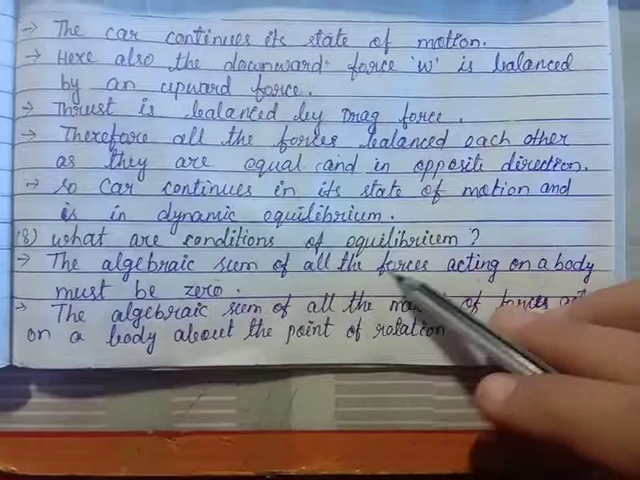 → The car continues its state of motion.
→ Here also the downward force 'W' is balanced
by an upward force.
→ Thrust is balanced by Drag force.
→ Therefore all the forces balanced each other
as they are equal and in opposite direction.
→ So car continues in its state of motion and
is in dynamic equilibrium.
18) what are conditions of equilibrium?
→ The algebraic sum of all the forces acting on a body
must be zero.
→ The algebraic sum of all the of forces
on a body about the point of rotation